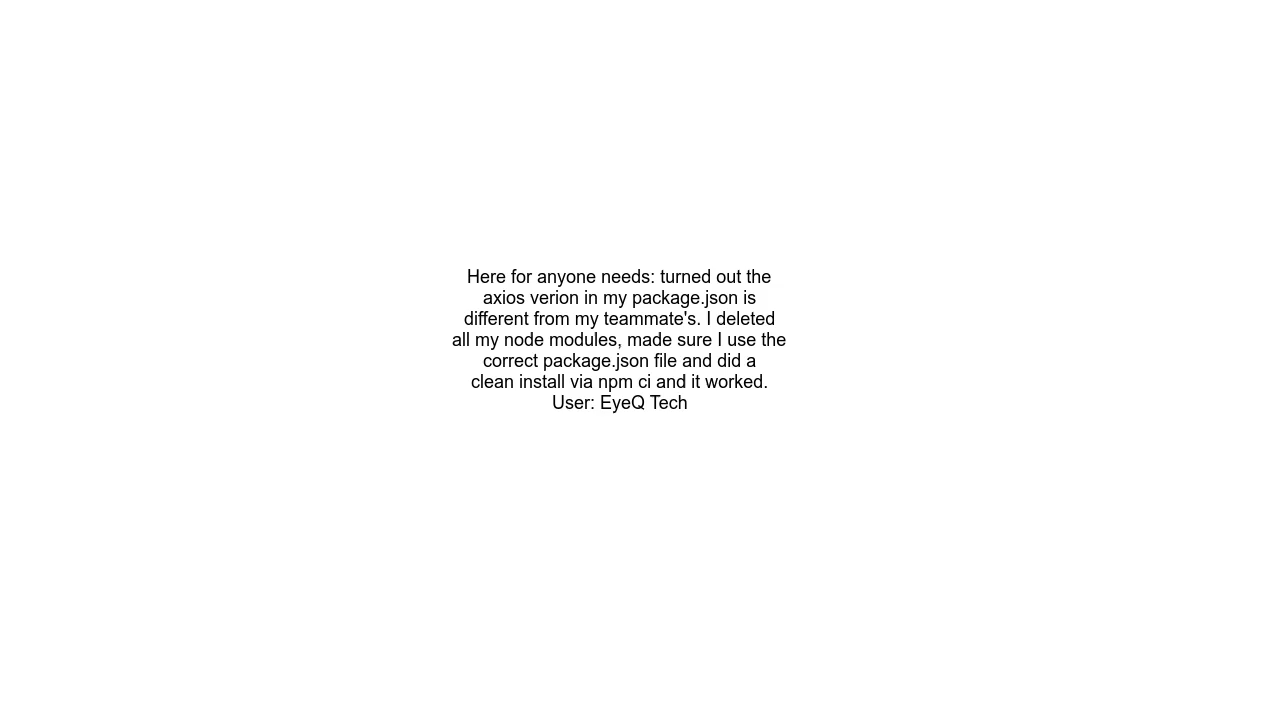 Here for anyone needs: turned out the
axios verion in my package.json is
different from my teammate's. I deleted
all my node modules, made sure I use the
correct package.json file and did a
clean install via npm ci and it worked.
User: EyeQ Tech